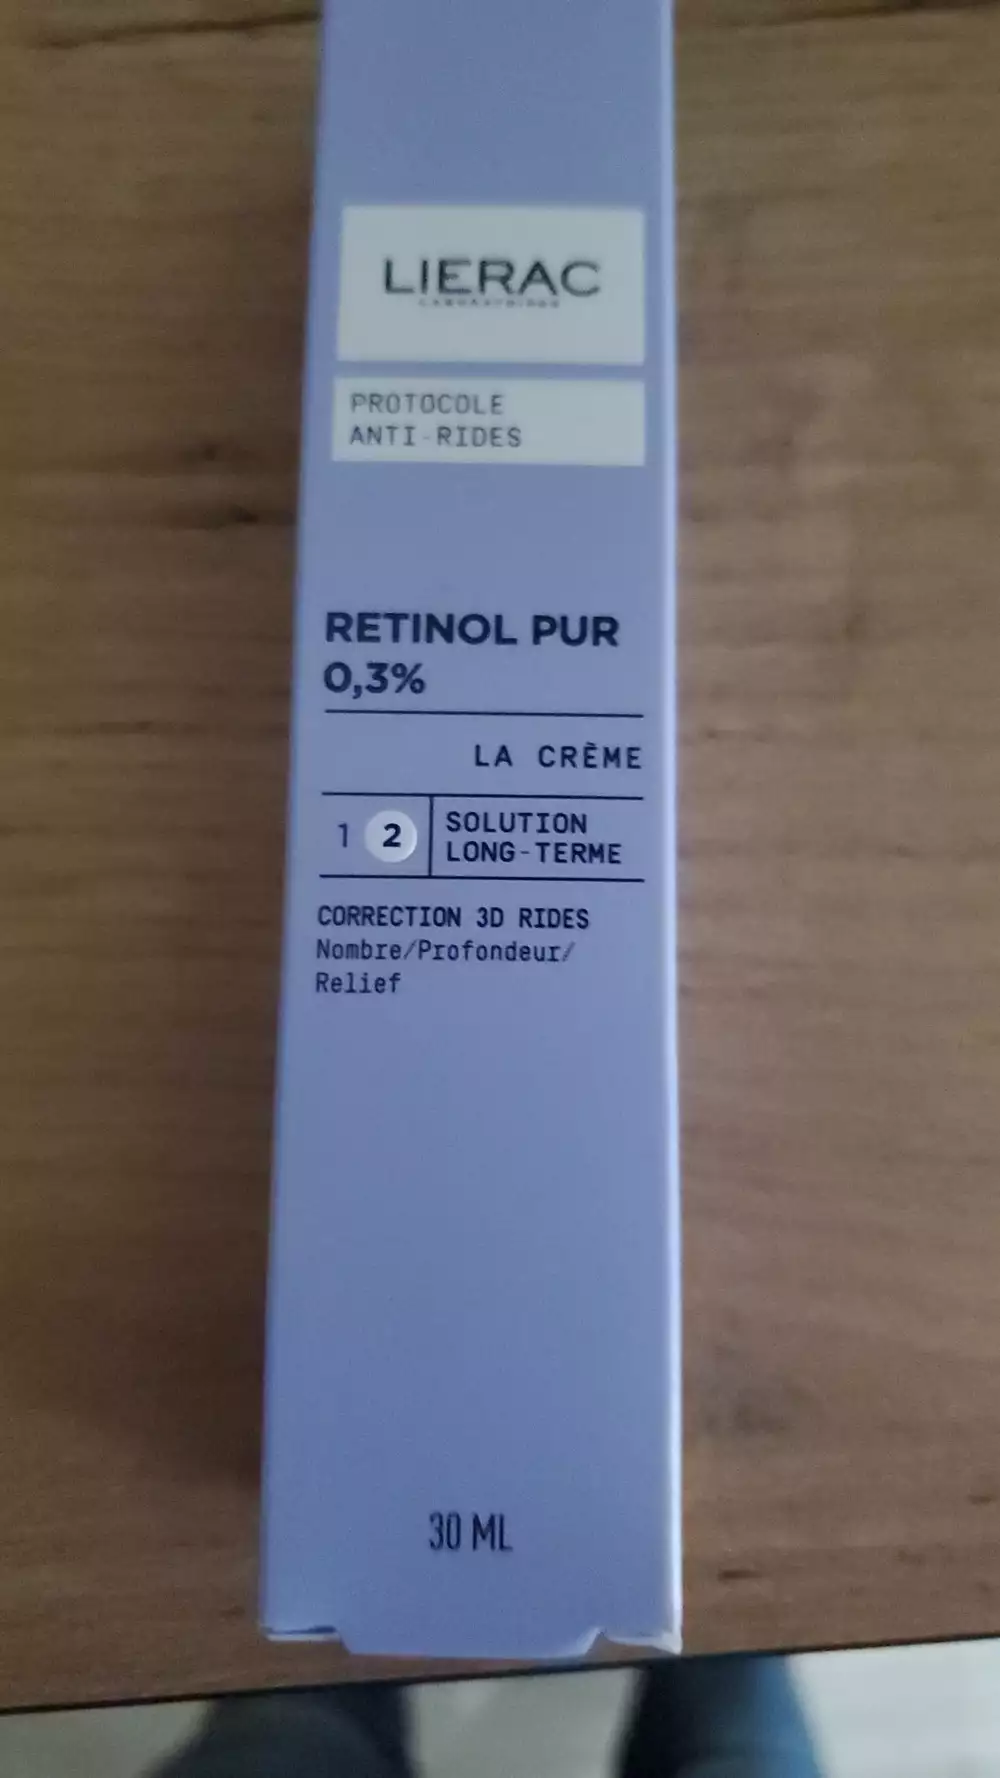 LIERAC
LABORATOIRES
PROTOCOLE
ANTI-RIDES
RETINOL PUR
0,3%
LA CRÈME
1 2 SOLUTION
LONG-TERME
CORRECTION 3D RIDES
Nombre/Profondeur/
Relief
30 ML